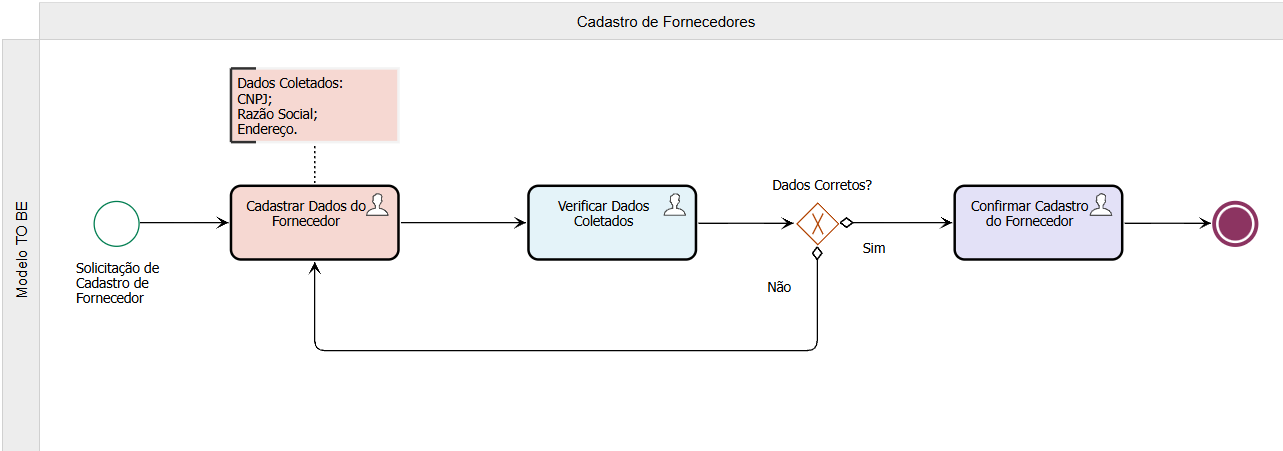 Cadastro de Fornecedores
Modelo TO BE
Dados Coletados:
CNPJ;
Razão Social;
Endereço.
Solicitação de
Cadastro de
Fornecedor
Cadastrar Dados do
Fornecedor
Verificar Dados
Coletados
Dados Corretos?
X
Sim
Não
Confirmar Cadastro
do Fornecedor